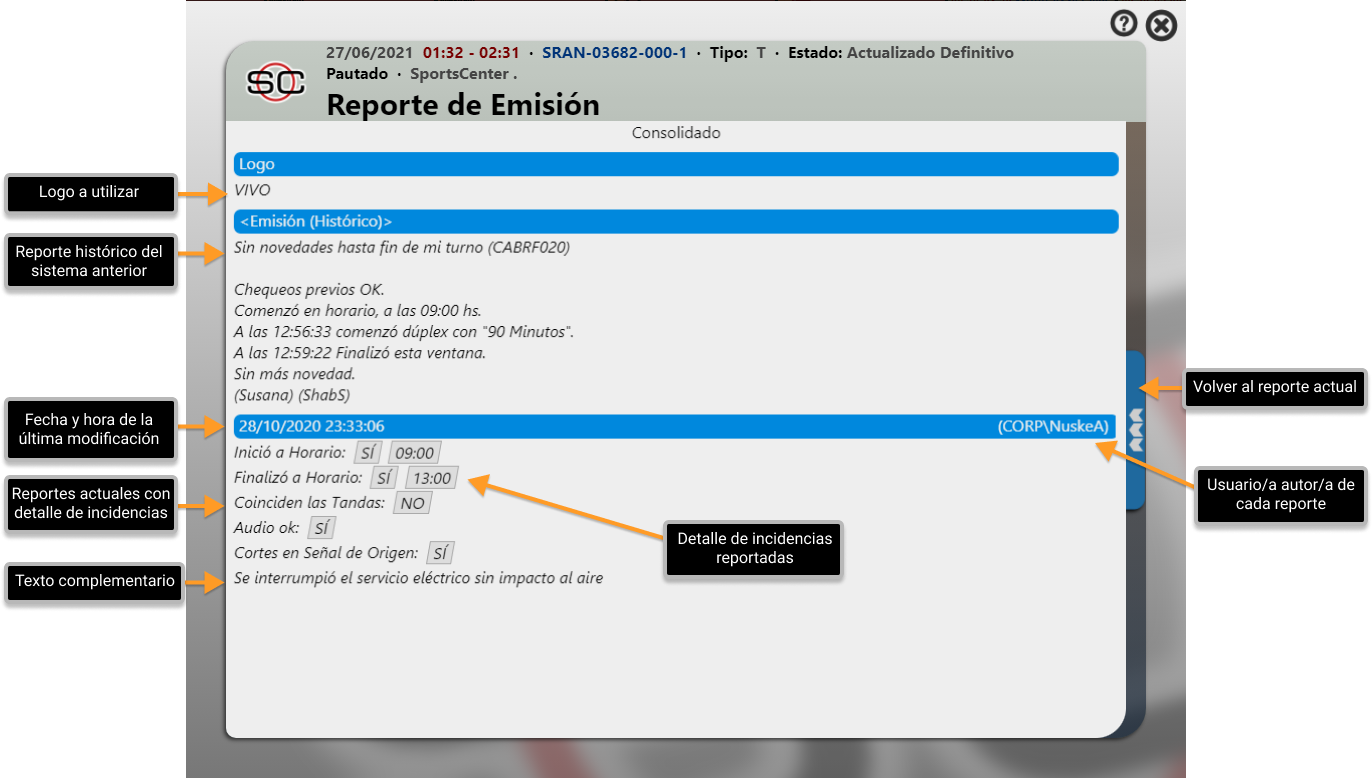 SC
27/06/2021 01:32 - 02:31 · SRAN-03682-000-1 · Tipo: T · Estado: Actualizado Definitivo
Pautado · SportsCenter .
Reporte de Emisión
Consolidado
Logo
Logo a utilizar
VIVO
<Emisión (Histórico)>
Reporte histórico del
sistema anterior
Sin novedades hasta fin de mi turno (CABRF020)
Chequeos previos OK.
Comenzó en horario, a las 09:00 hs.
A las 12:56:33 comenzó dúplex con "90 Minutos".
A las 12:59:22 Finalizó esta ventana.
Sin más novedad.
(Susana) (ShabS)
Volver al reporte actual
Fecha y hora de la
última modificación
28/10/2020 23:33:06 (CORP\NuskeA)
Inició a Horario: SÍ 09:00
Finalizó a Horario: SÍ 13:00
Usuario/a autor/a de
cada reporte
Reportes actuales con
detalle de incidencias
Coinciden las Tandas: NO
Audio ok: SÍ
Detalle de incidencias
reportadas
Cortes en Señal de Origen: SÍ
Texto complementario
Se interrumpió el servicio eléctrico sin impacto al aire